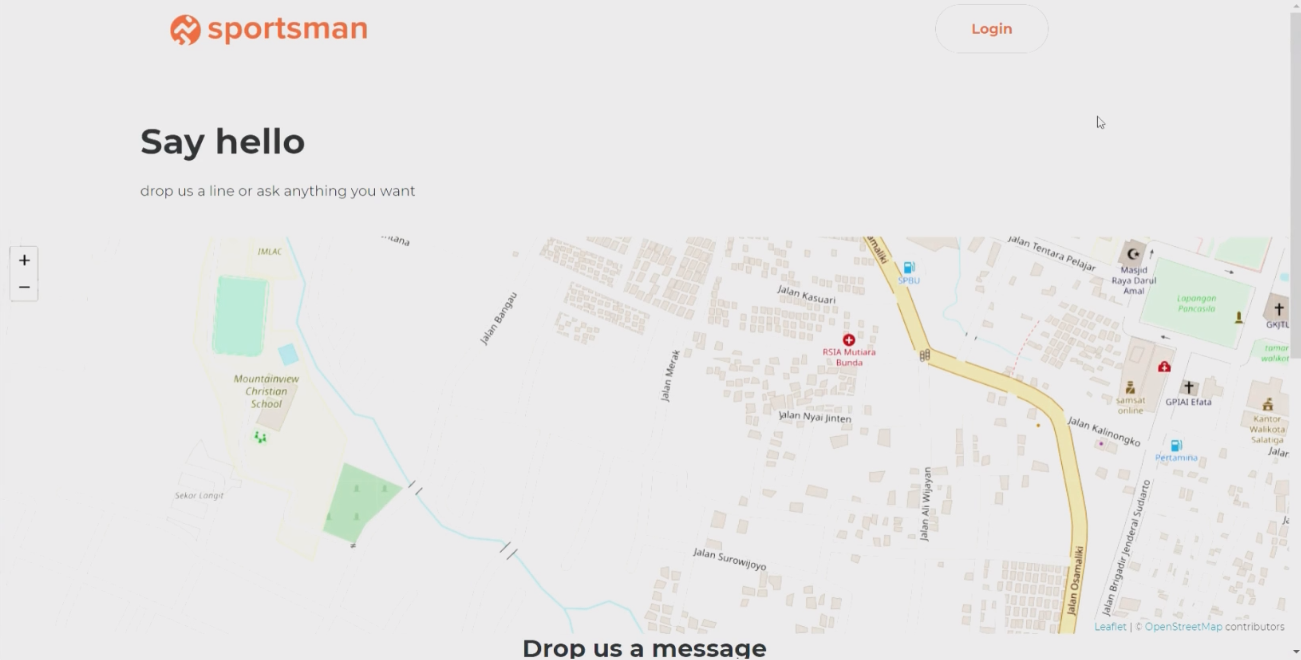 sportsman
Login
Say hello
drop us a line or ask anything you want
+
−
IMLAC
Jalan Bangau
Mountainview
Christian
School
Sekor Longit
Jalan Merak
Jalan Kasuari
RSIA Mutiara
Bunda
Jalan Nyai Jinten
Jalan Surowijoyo
SPBU
Jalan Tentara Pelajar
Masjid
Raya Darul
Amal
Lapangan
Pancasila
samsat
online
GPIAI Efata
Kantor
Walikota
Salatiga
Jalan Kalinongko
Pertamina
Jalan Ali Wijayan
Jalan Osamaliki
Jalan Brigadir Jenderal Sudiarto
Leaflet | © OpenStreetMap contributors
Drop us a message